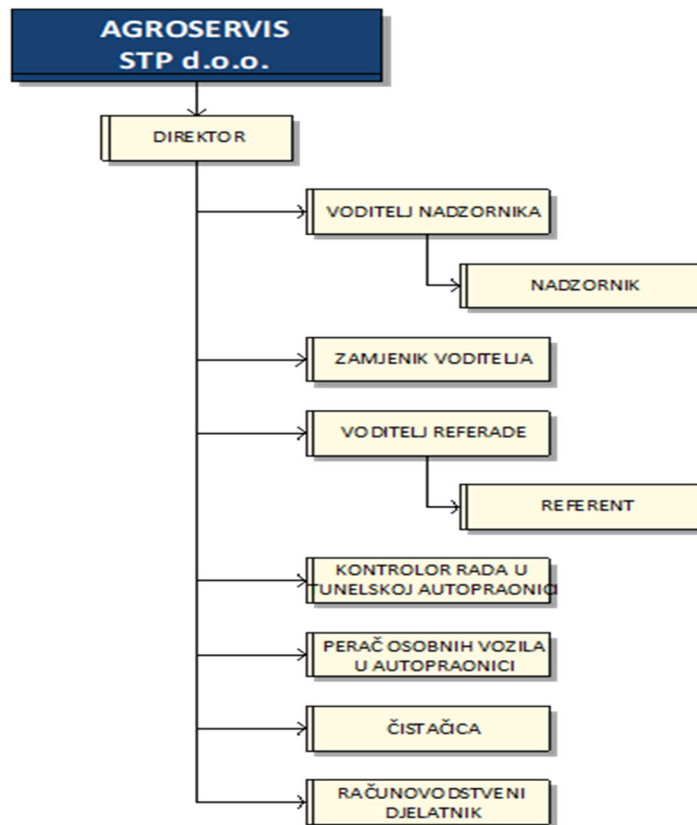 AGROSERVIS
STP d.o.o.
DIREKTOR
VODITELJ NADZORNIKA
NADZORNIK
ZAMJENIK VODITELJA
VODITELJ REFERADE
REFERENT
KONTROLOR RADA U
TUNELSKOJ AUTOPRAONICI
PERAČ OSOBNIH VOZILA
U AUTOPRAONICI
ČISTAČICA
RAČUNOVODSTVENI
DJELATNIK